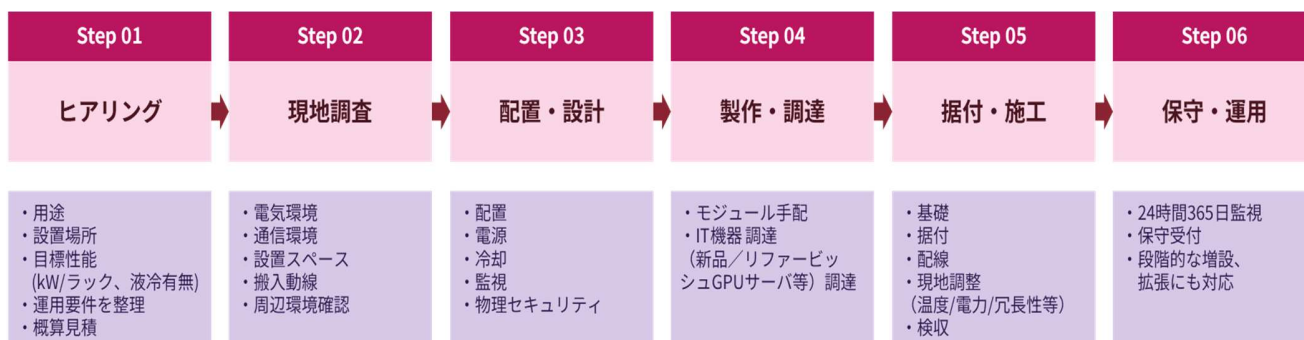 Step 01
ヒアリング
・用途
・設置場所
・目標性能
(kW/ラック、液冷有無)
・運用要件を整理
・概算見積
Step 02
現地調査
・電気環境
・通信環境
・設置スペース
・搬入動線
・周辺環境確認
Step 03
配置・設計
・配置
・電源
・冷却
・監視
・物理セキュリティ
Step 04
製作・調達
・モジュール手配
・IT機器 調達
（新品／リファービッ
シュGPUサーバ等）調達
Step 05
据付・施工
・基礎
・据付
・配線
・現地調整
（温度/電力/冗長性等）
・検収
Step 06
保守・運用
・24時間365日監視
・保守受付
・段階的な増設、
拡張にも対応